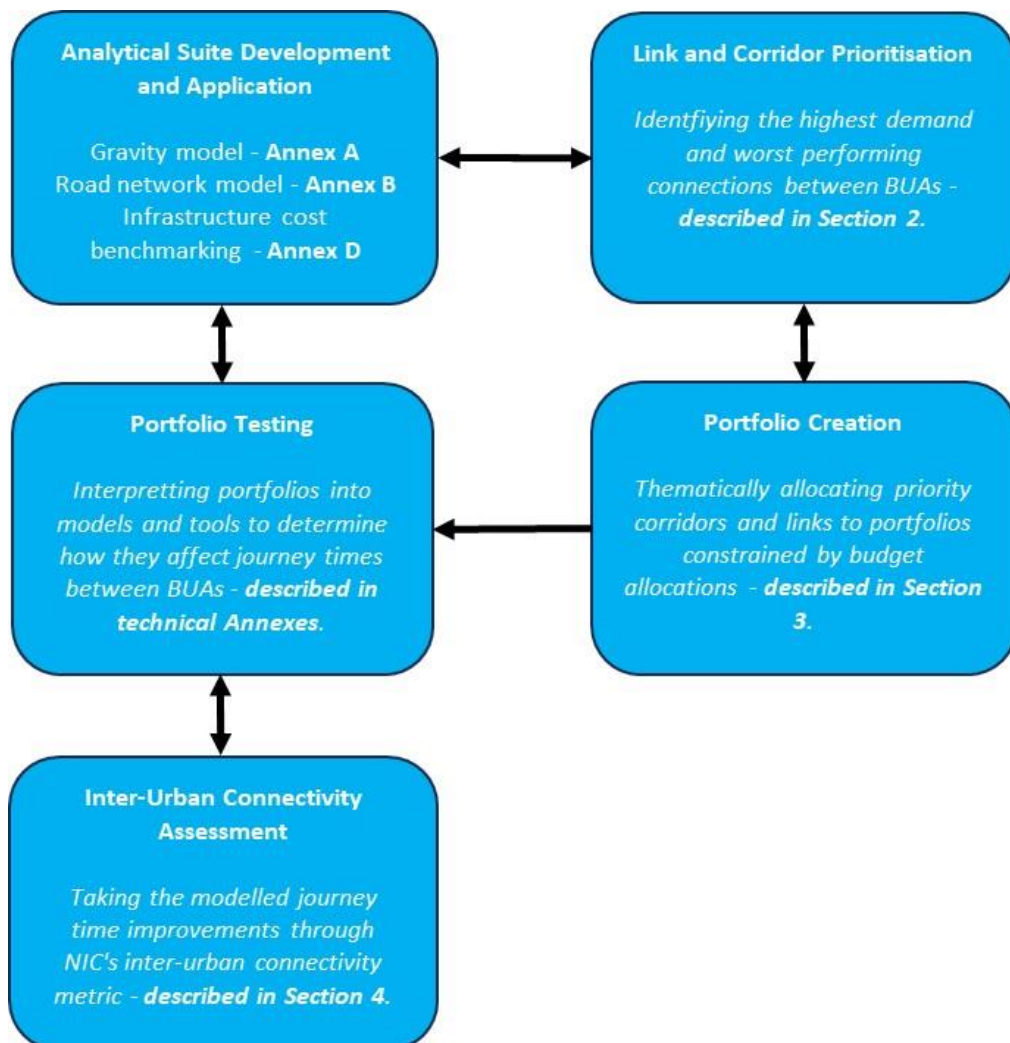 Analytical Suite Development
and Application
Gravity model - Annex A
Road network model - Annex B
Infrastructure cost
benchmarking - Annex D
Link and Corridor Prioritisation
Identfiying the highest demand
and worst performing
connections between BUAs -
described in Section 2.
Portfolio Testing
Interpretting portfolios into
models and tools to determine
how they affect journey times
between BUAs - described in
technical Annexes.
Portfolio Creation
Thematically allocating priority
corridors and links to portfolios
constrained by budget
allocations - described in Section
3.
Inter-Urban Connectivity
Assessment
Taking the modelled journey
time improvements through
NIC's inter-urban connectivity
metric - described in Section 4.